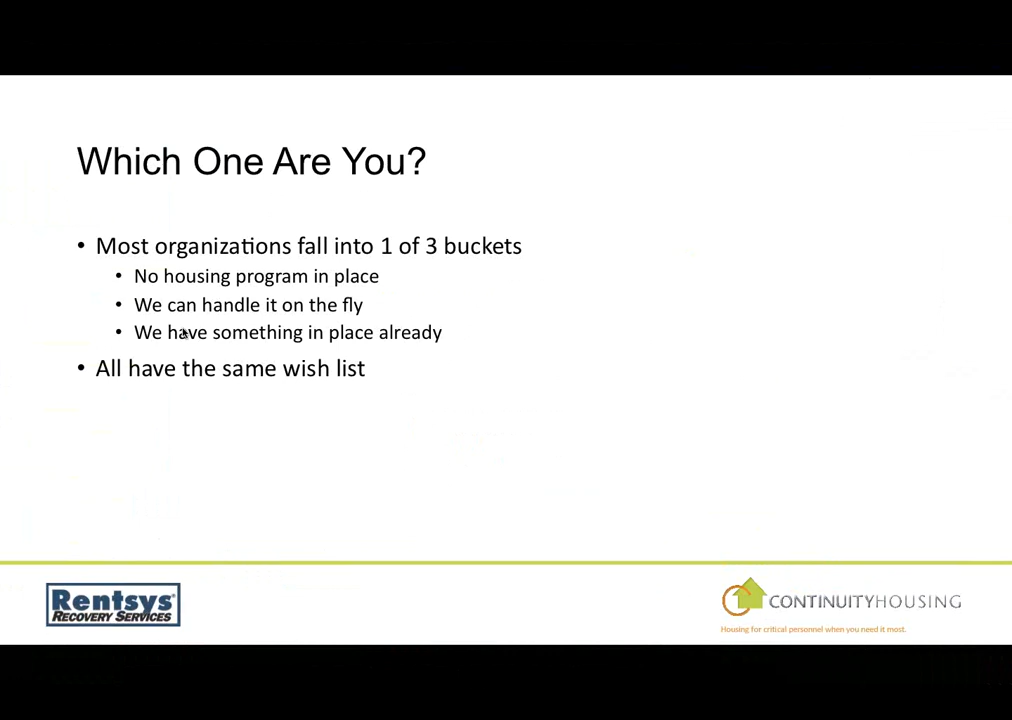 Which One Are You?
• Most organizations fall into 1 of 3 buckets
• No housing program in place
• We can handle it on the fly
• We have something in place already
• All have the same wish list
Rentsys®
RECOVERY SERVICES
CONTINUITYHOUSING
Housing for critical personnel when you need it most.